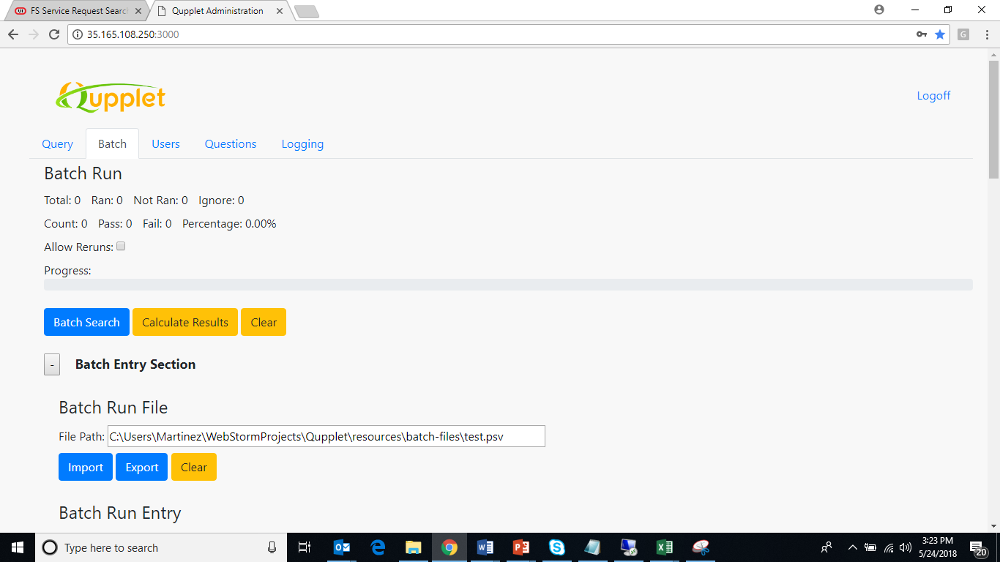 FS Service Request Search
Qupplet Administration
35.165.108.250:3000
G
Qupplet
Logoff
Query Batch Users Questions Logging
Batch Run
Total: 0 Ran: 0 Not Ran: 0 Ignore: 0
Count: 0 Pass: 0 Fail: 0 Percentage: 0.00%
Allow Reruns:
Progress:
Batch Search Calculate Results Clear
- Batch Entry Section
Batch Run File
File Path: C:\Users\Martinez\WebStormProjects\Qupplet\resources\batch-files\test.psv
Import Export Clear
Batch Run Entry
Type here to search
3:23 PM
5/24/2018
20